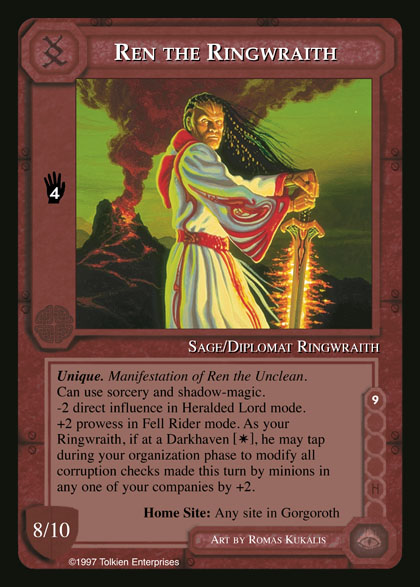 REN THE RINGWRAITH
4
SAGE/DIPLOMAT RINGWRAITH
Unique. Manifestation of Ren the Unclean.
Can use sorcery and shadow-magic.
-2 direct influence in Heralded Lord mode.
+2 prowess in Fell Rider mode. As your
Ringwraith, if at a Darkhaven [✷], he may tap
during your organization phase to modify all
corruption checks made this turn by minions in
any one of your companies by +2.
9
H
Home Site: Any site in Gorgoroth
8/10
ART BY ROMAS KUKALIS
©1997 Tolkien Enterprises